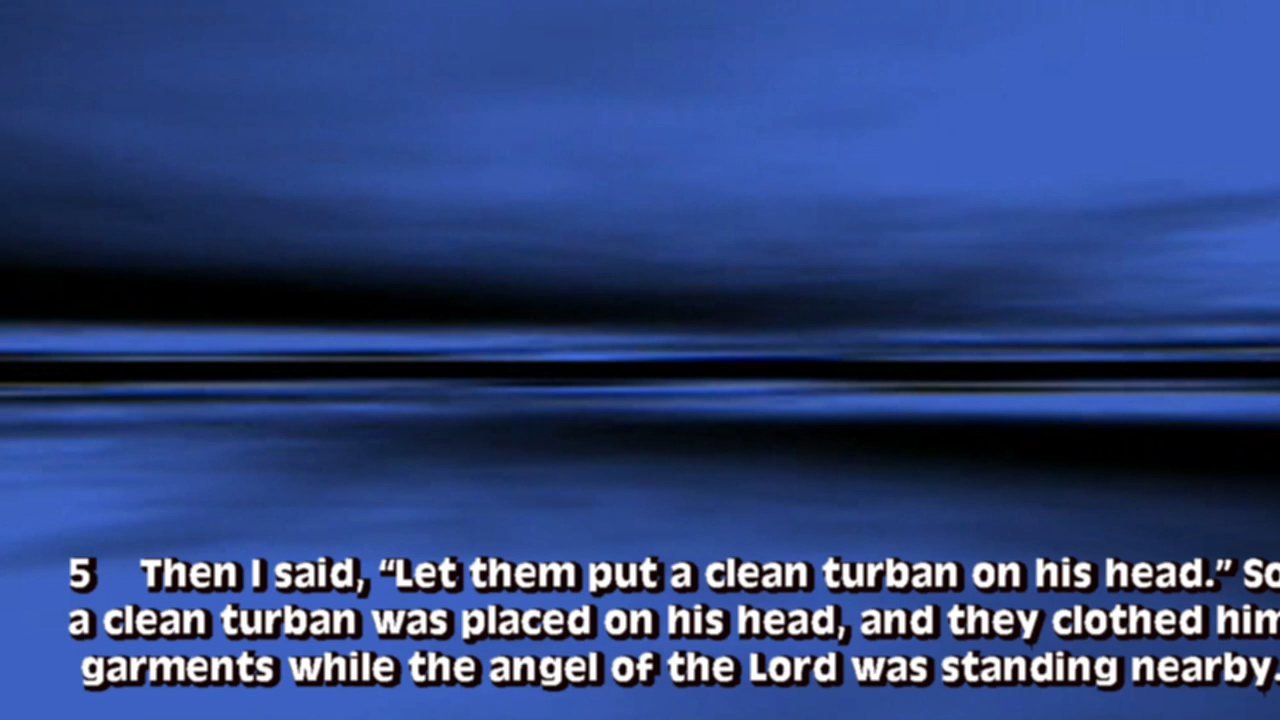 5 Then I said, “Let them put a clean turban on his head.” So
a clean turban was placed on his head, and they clothed him
garments while the angel of the Lord was standing nearby.